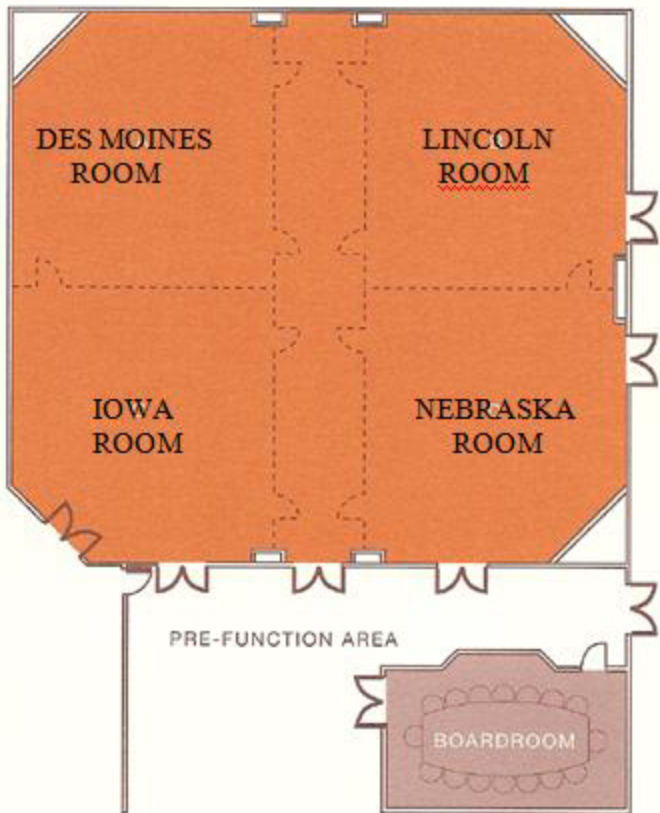 DES MOINES
ROOM
LINCOLN
ROOM
IOWA
ROOM
NEBRASKA
ROOM
PRE-FUNCTION AREA
BOARDROOM